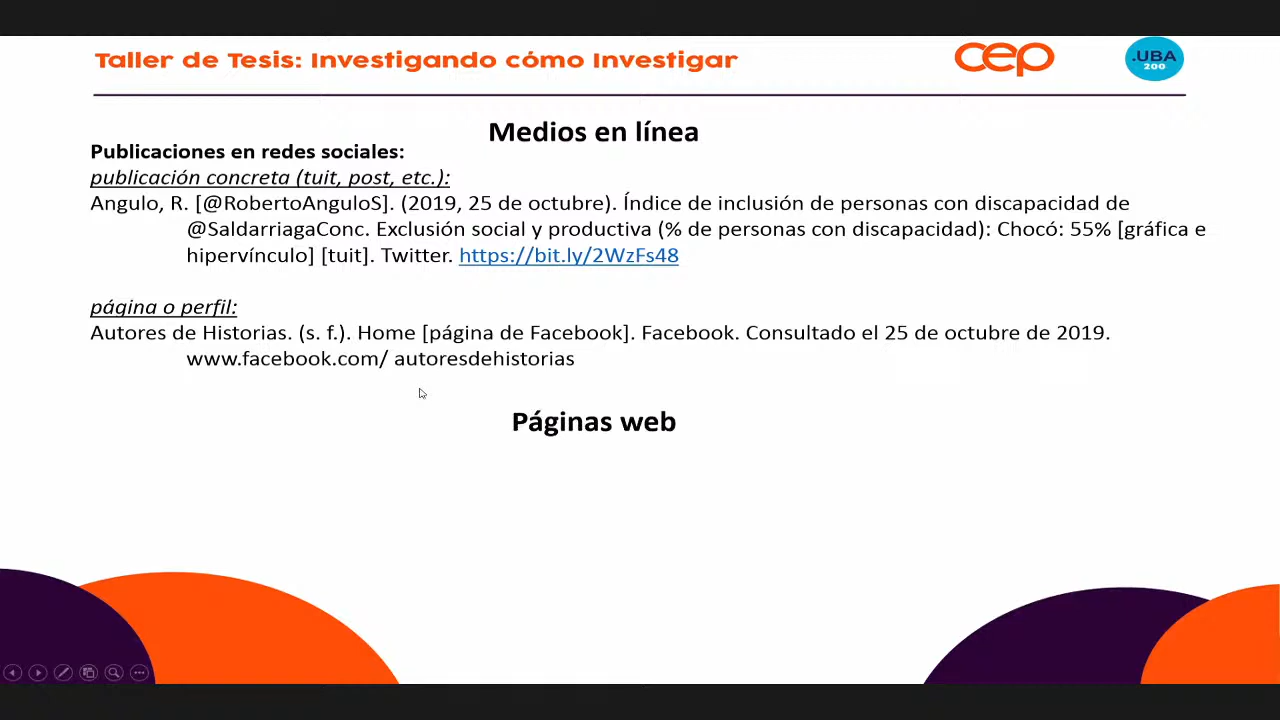 Taller de Tesis: Investigando cómo Investigar
cep
.UBA
200
Medios en línea
Publicaciones en redes sociales:
publicación concreta (tuit, post, etc.):
Angulo, R. [@RobertoAnguloS]. (2019, 25 de octubre). Índice de inclusión de personas con discapacidad de
@SaldarriagaConc. Exclusión social y productiva (% de personas con discapacidad): Chocó: 55% [gráfica e
hipervínculo] [tuit]. Twitter. https://bit.ly/2WzFs48
página o perfil:
Autores de Historias. (s. f.). Home [página de Facebook]. Facebook. Consultado el 25 de octubre de 2019.
www.facebook.com/ autoresdehistorias
Páginas web